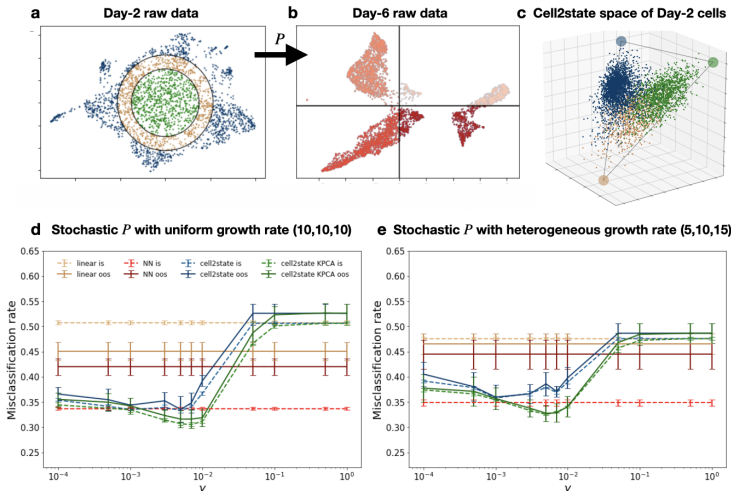 a
Day-2 raw data
P
b
Day-6 raw data
c
Cell2state space of Day-2 cells
d
Stochastic P with uniform growth rate (10,10,10)
linear is
NN is
cell2state is
cell2state KPCA is
linear oos
NN oos
cell2state oos
cell2state KPCA oos
Misclassification rate
0.65
0.60
0.55
0.50
0.45
0.40
0.35
0.30
0.25
10⁻⁴
10⁻³
10⁻²
10⁻¹
10⁰
γ
e
Stochastic P with heterogeneous growth rate (5,10,15)
Misclassification rate
0.65
0.60
0.55
0.50
0.45
0.40
0.35
0.30
0.25
10⁻⁴
10⁻³
10⁻²
10⁻¹
10⁰
γ